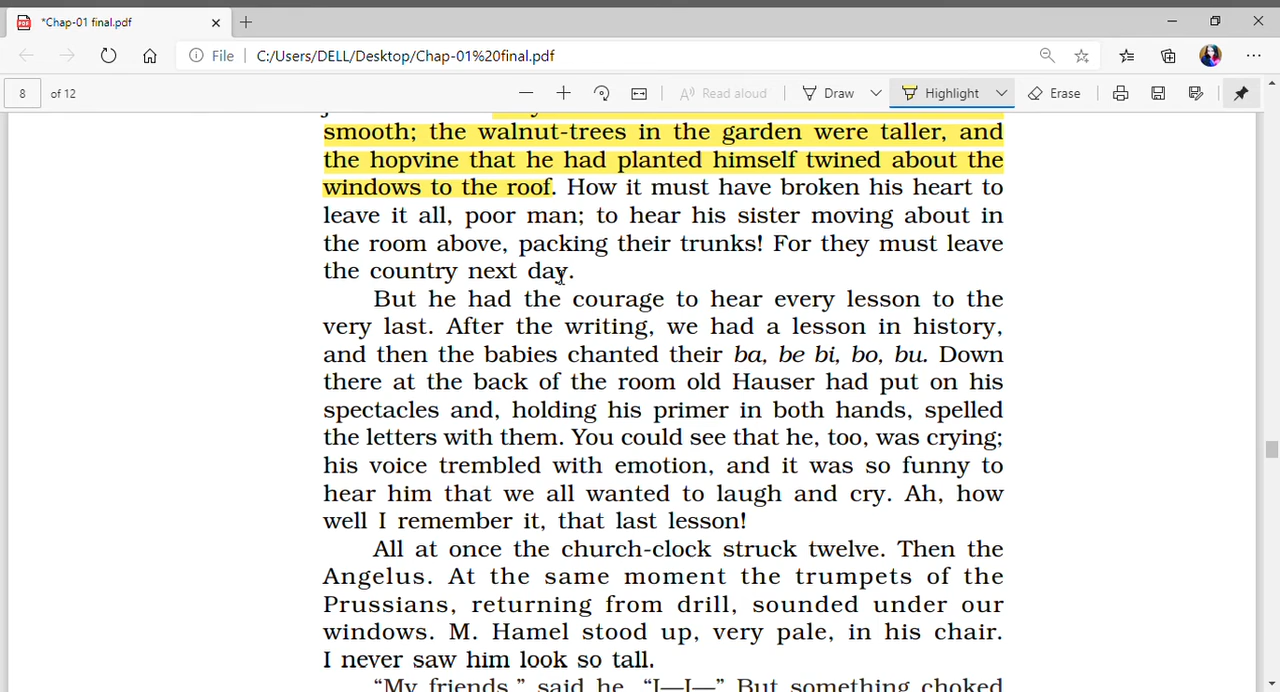 *Chap-01 final.pdf
File C:/Users/DELL/Desktop/Chap-01%20final.pdf
8 of 12 Read aloud Draw Highlight Erase
smooth; the walnut-trees in the garden were taller, and
the hopvine that he had planted himself twined about the
windows to the roof. How it must have broken his heart to
leave it all, poor man; to hear his sister moving about in
the room above, packing their trunks! For they must leave
the country next day.
But he had the courage to hear every lesson to the
very last. After the writing, we had a lesson in history,
and then the babies chanted their ba, be bi, bo, bu. Down
there at the back of the room old Hauser had put on his
spectacles and, holding his primer in both hands, spelled
the letters with them. You could see that he, too, was crying;
his voice trembled with emotion, and it was so funny to
hear him that we all wanted to laugh and cry. Ah, how
well I remember it, that last lesson!
All at once the church-clock struck twelve. Then the
Angelus. At the same moment the trumpets of the
Prussians, returning from drill, sounded under our
windows. M. Hamel stood up, very pale, in his chair.
I never saw him look so tall.
“My friends,” said he, “I—I—” But something choked